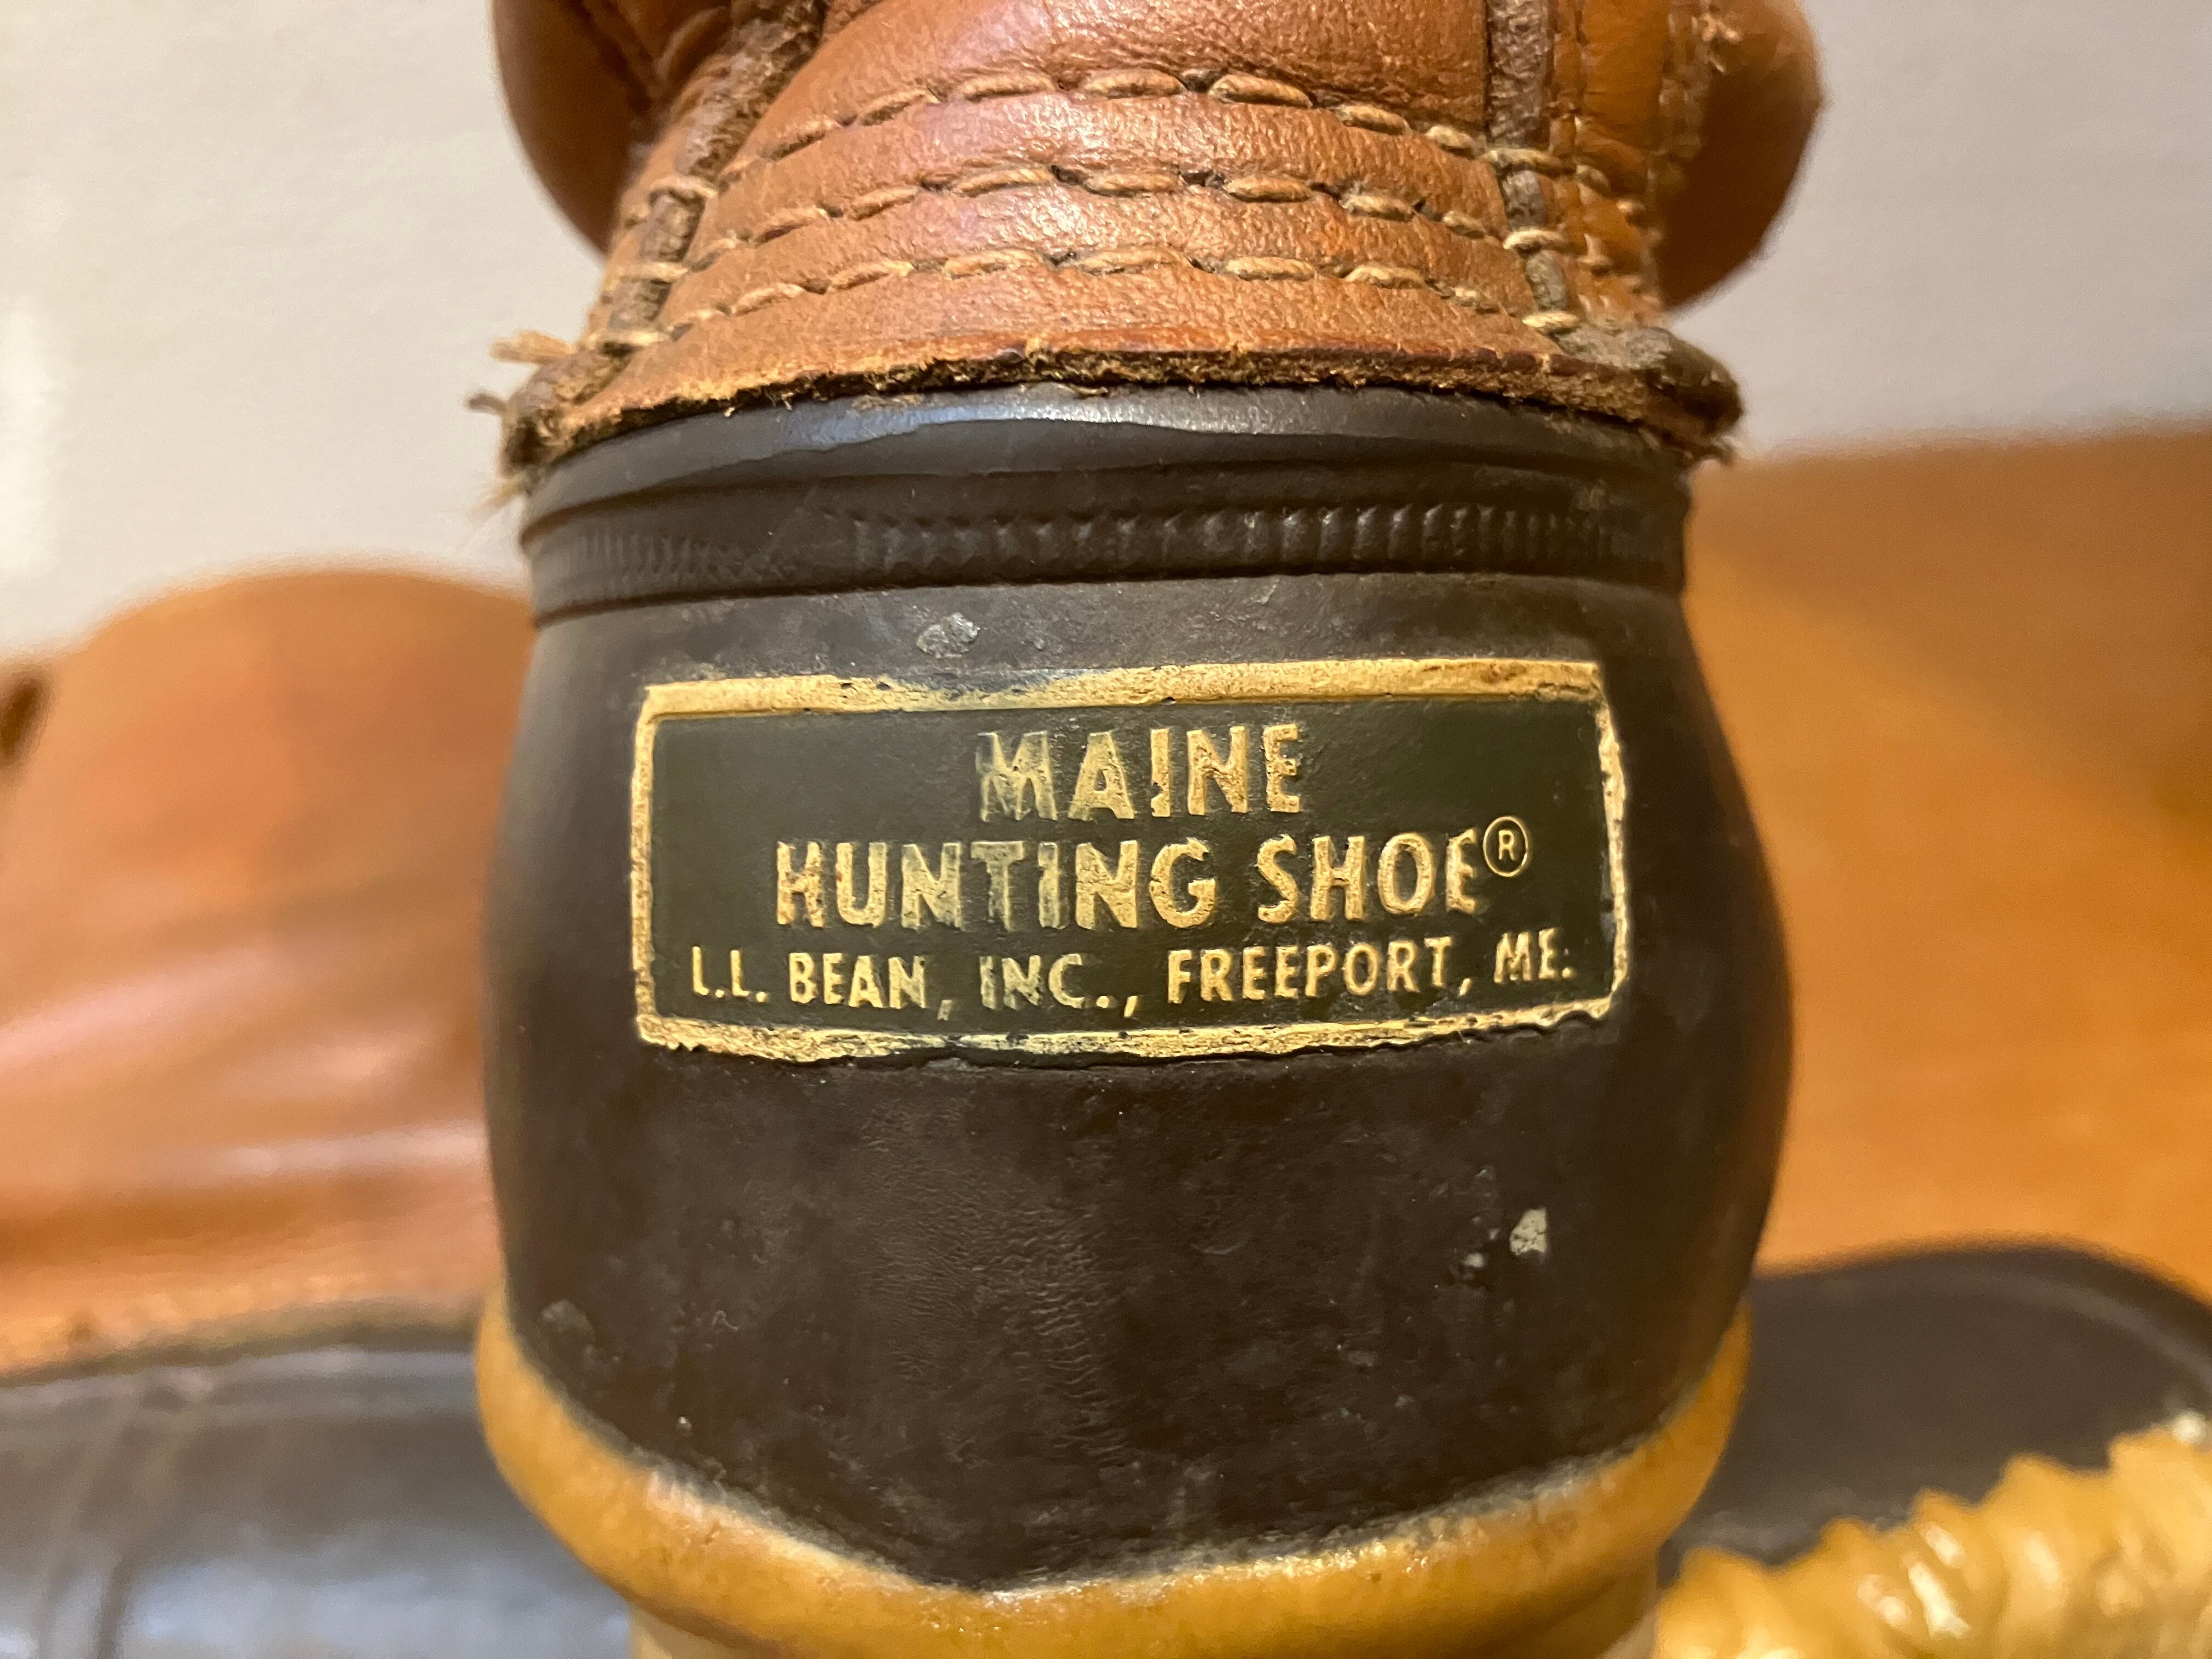 MAINE
HUNTING SHOE®
L.L. BEAN, INC., FREEPORT, ME.